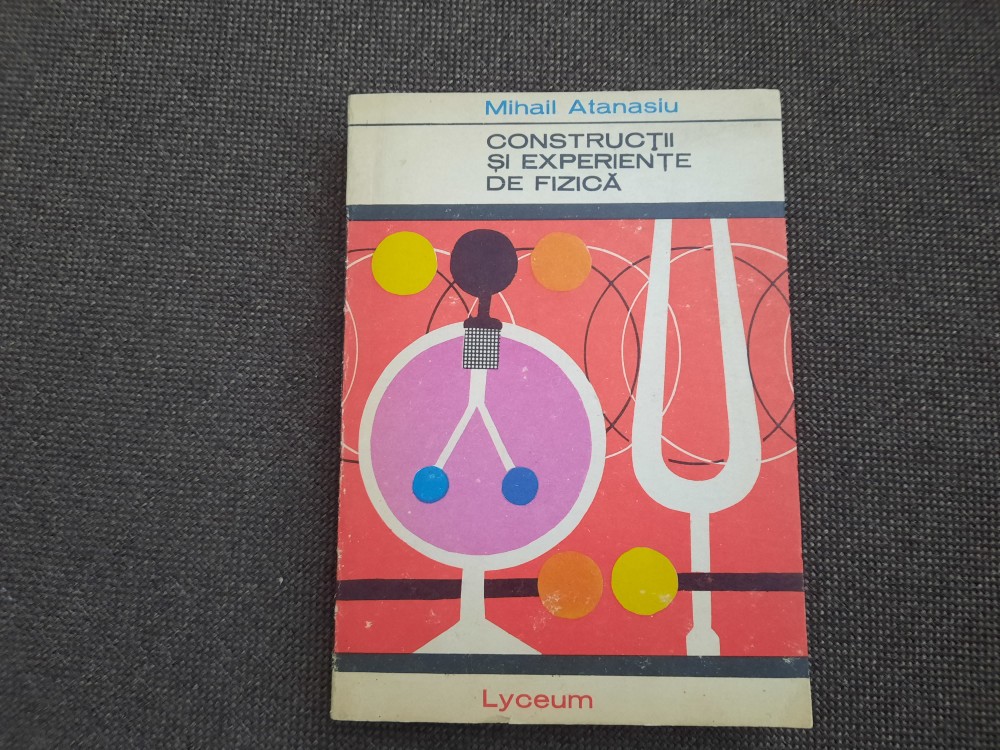 Mihail Atanasiu
CONSTRUCȚII
ȘI EXPERIENȚE
DE FIZICĂ
Lyceum